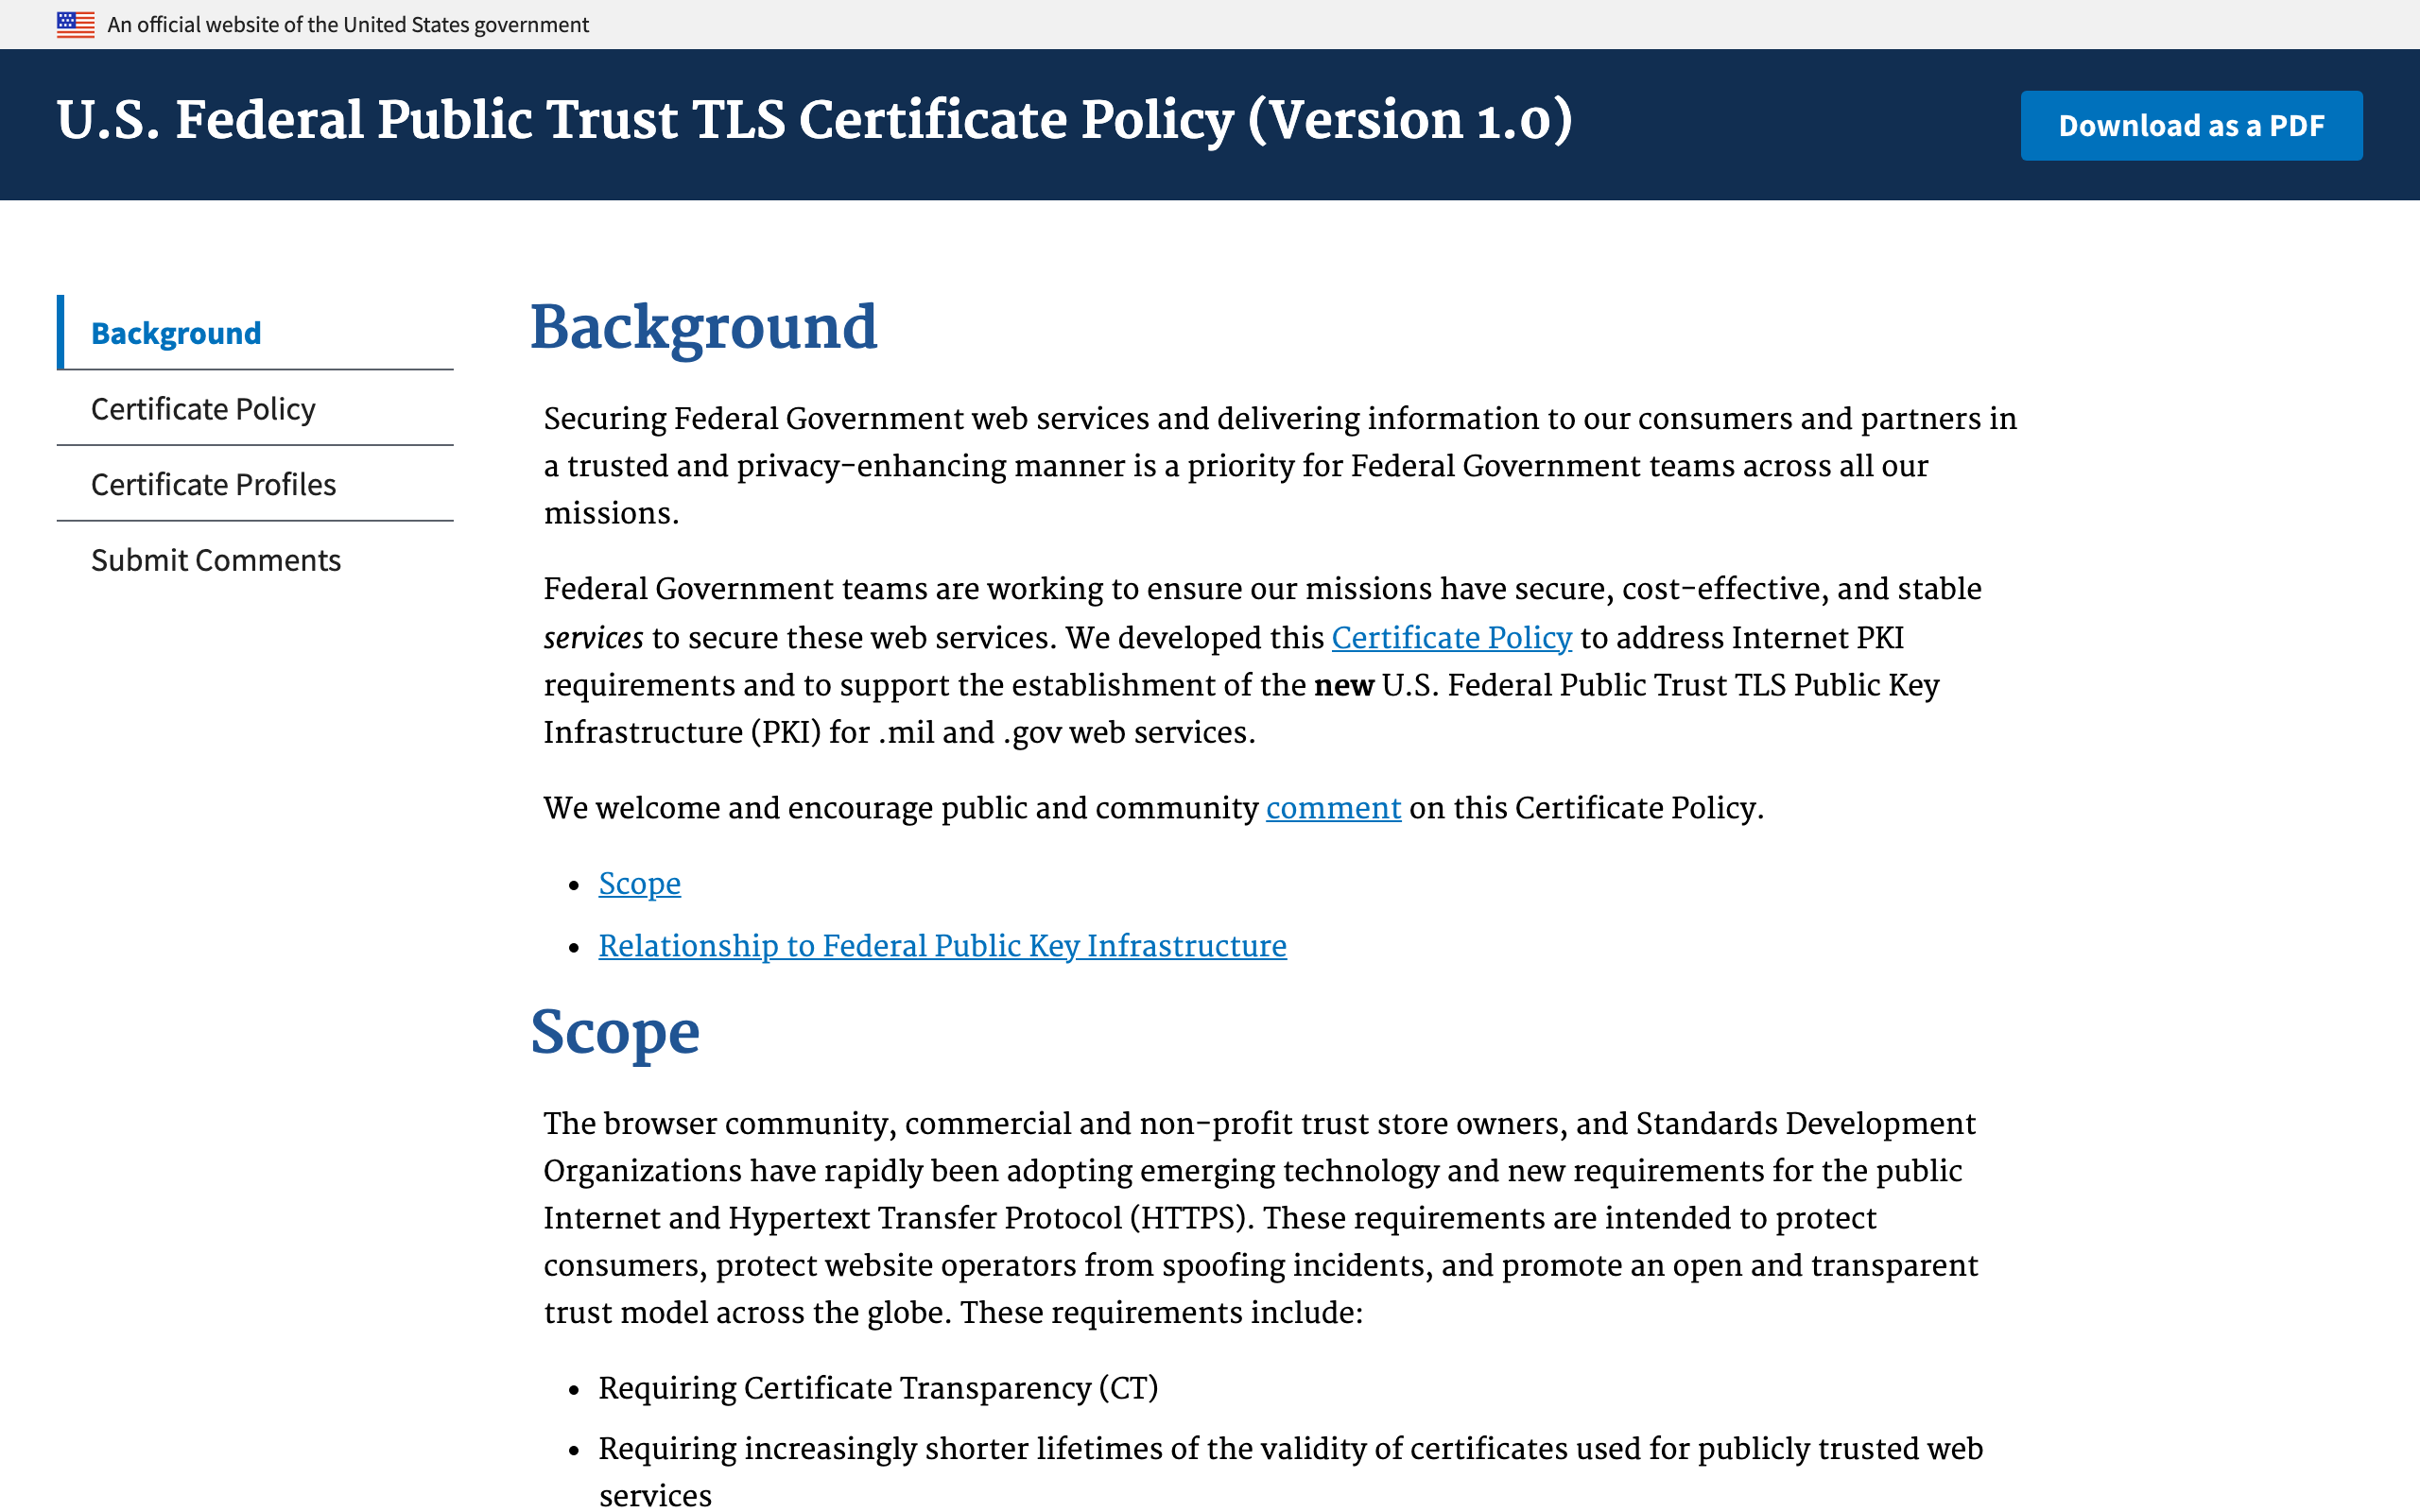 An official website of the United States government
U.S. Federal Public Trust TLS Certificate Policy (Version 1.0)
Download as a PDF
Background
Certificate Policy
Certificate Profiles
Submit Comments
Background
Securing Federal Government web services and delivering information to our consumers and partners in
a trusted and privacy-enhancing manner is a priority for Federal Government teams across all our
missions.
Federal Government teams are working to ensure our missions have secure, cost-effective, and stable
services to secure these web services. We developed this Certificate Policy to address Internet PKI
requirements and to support the establishment of the new U.S. Federal Public Trust TLS Public Key
Infrastructure (PKI) for .mil and .gov web services.
We welcome and encourage public and community comment on this Certificate Policy.
• Scope
• Relationship to Federal Public Key Infrastructure
Scope
The browser community, commercial and non-profit trust store owners, and Standards Development
Organizations have rapidly been adopting emerging technology and new requirements for the public
Internet and Hypertext Transfer Protocol (HTTPS). These requirements are intended to protect
consumers, protect website operators from spoofing incidents, and promote an open and transparent
trust model across the globe. These requirements include:
• Requiring Certificate Transparency (CT)
• Requiring increasingly shorter lifetimes of the validity of certificates used for publicly trusted web
services